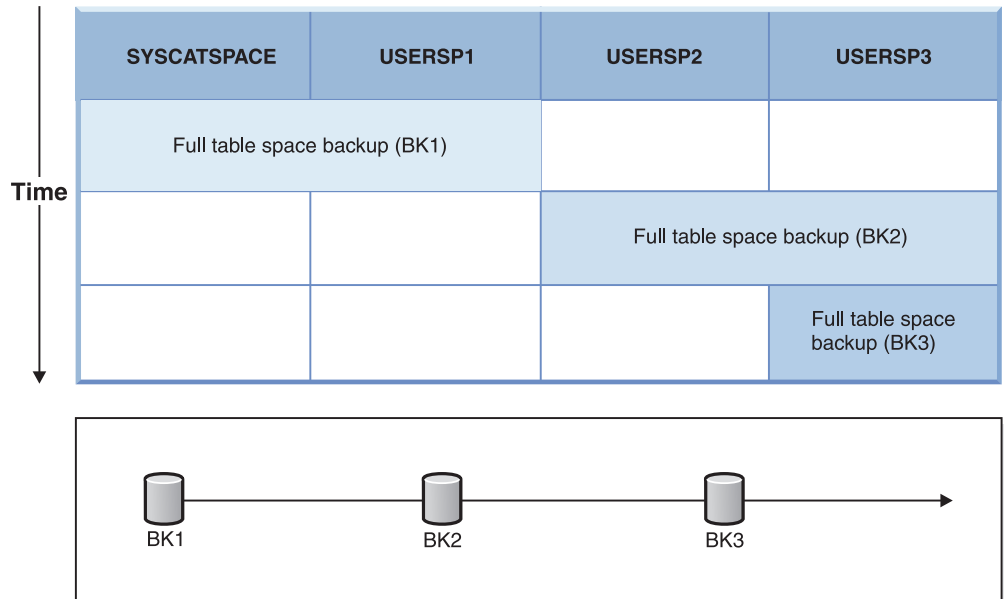 SYSCATSPACE USERSP1 USERSP2 USERSP3
Full table space backup (BK1)
Time
Full table space backup (BK2)
Full table space
backup (BK3)
BK1 BK2 BK3